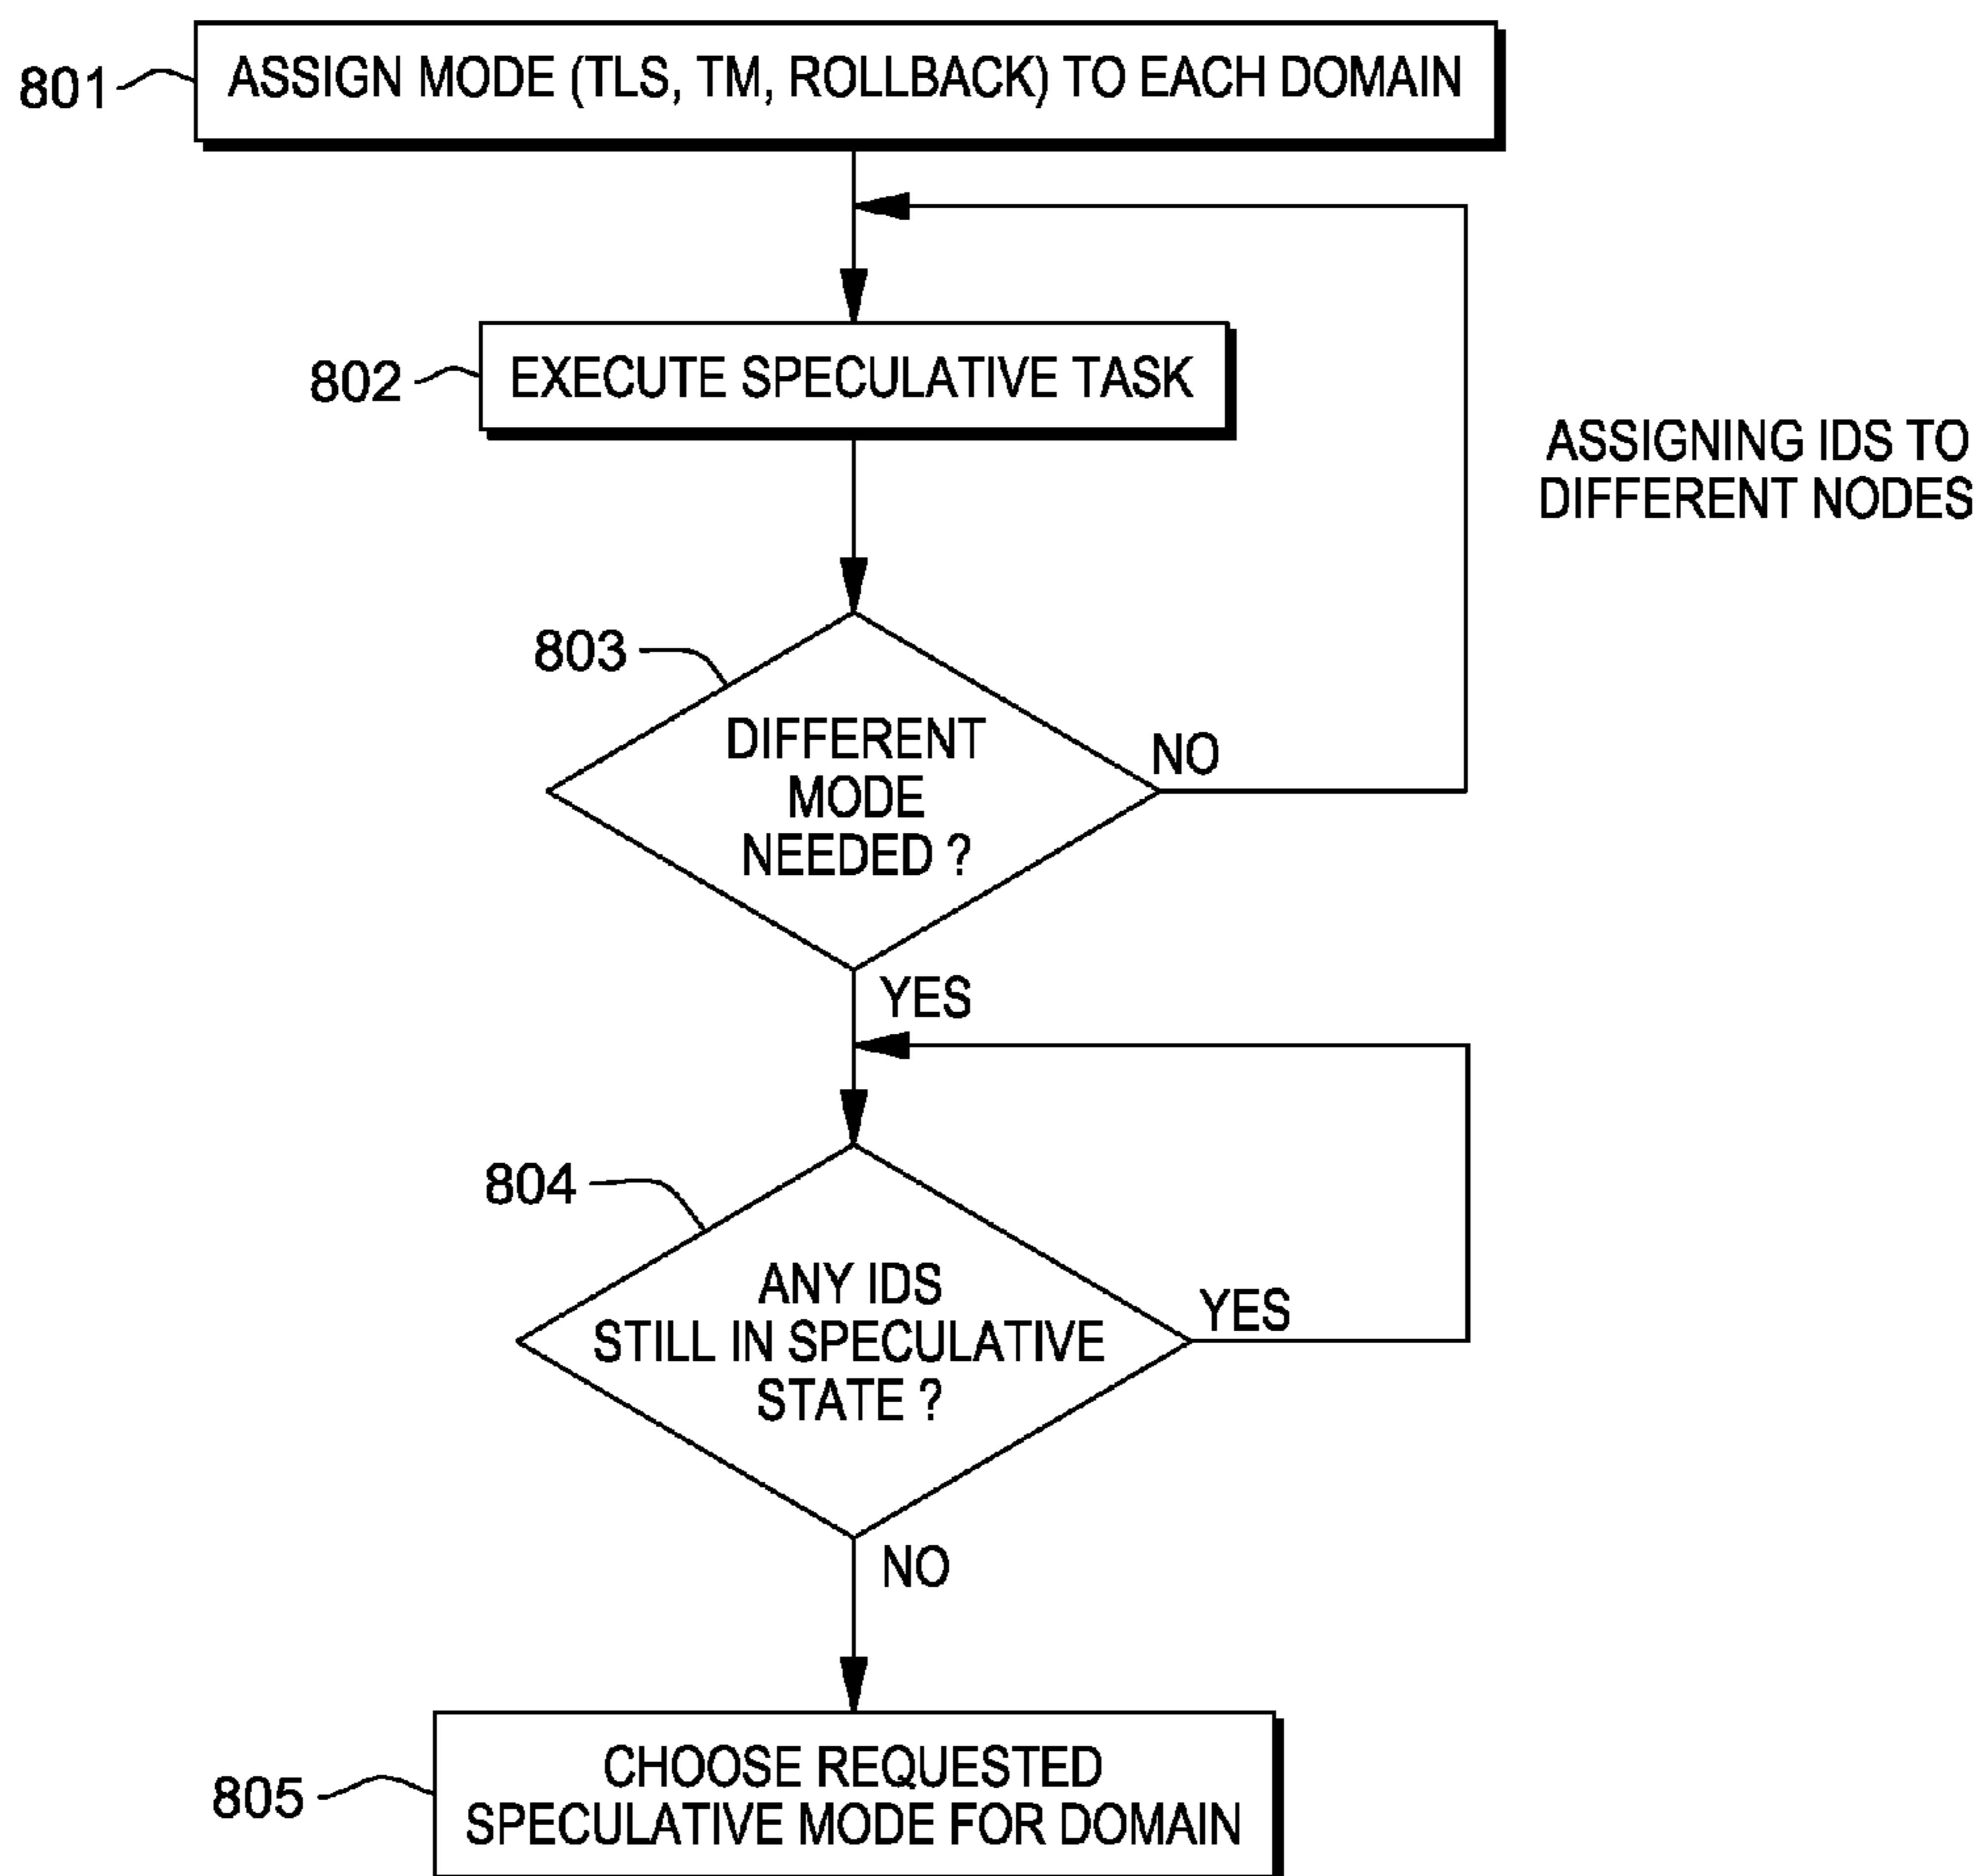 801
ASSIGN MODE (TLS, TM, ROLLBACK) TO EACH DOMAIN
802
EXECUTE SPECULATIVE TASK
ASSIGNING IDS TO
DIFFERENT NODES
803
DIFFERENT
MODE
NEEDED ?
NO
YES
804
ANY IDS
STILL IN SPECULATIVE
STATE ?
YES
NO
805
CHOOSE REQUESTED
SPECULATIVE MODE FOR DOMAIN